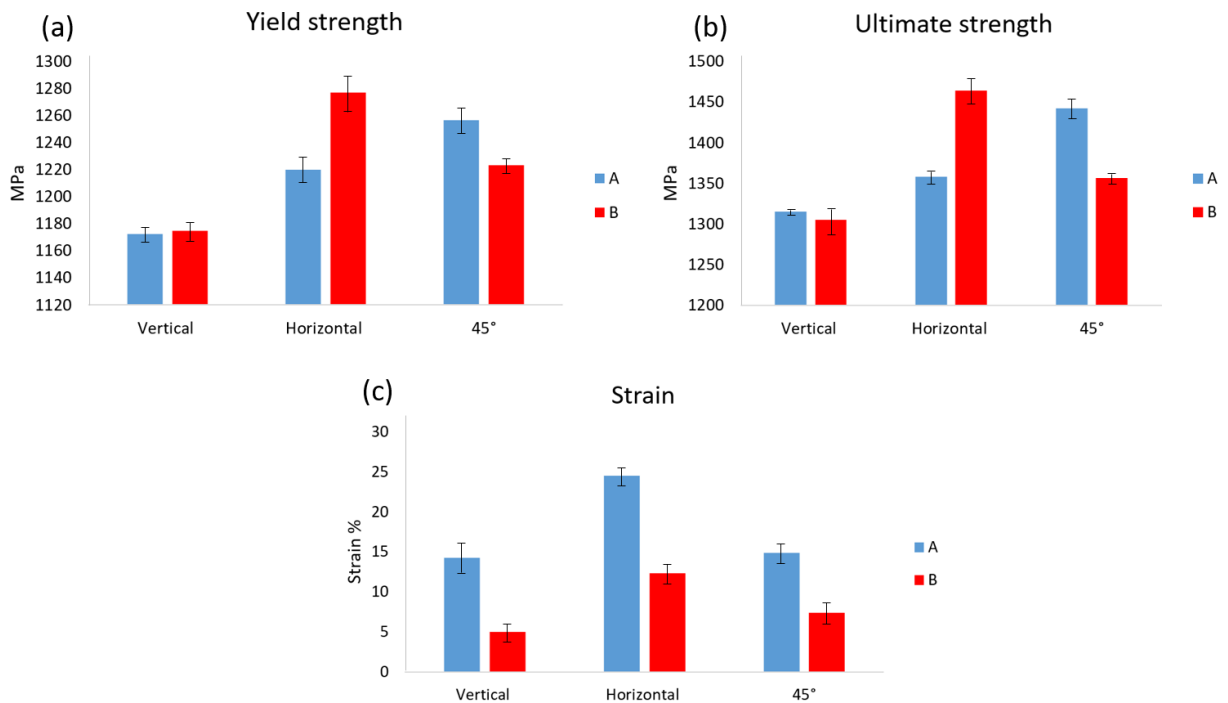 (a)
Yield strength
MPa
1300
1280
1260
1240
1220
1200
1180
1160
1140
1120
Vertical
Horizontal
45°
A
B
(b)
Ultimate strength
MPa
1500
1450
1400
1350
1300
1250
1200
Vertical
Horizontal
45°
A
B
(c)
Strain
Strain %
30
25
20
15
10
5
0
Vertical
Horizontal
45°
A
B